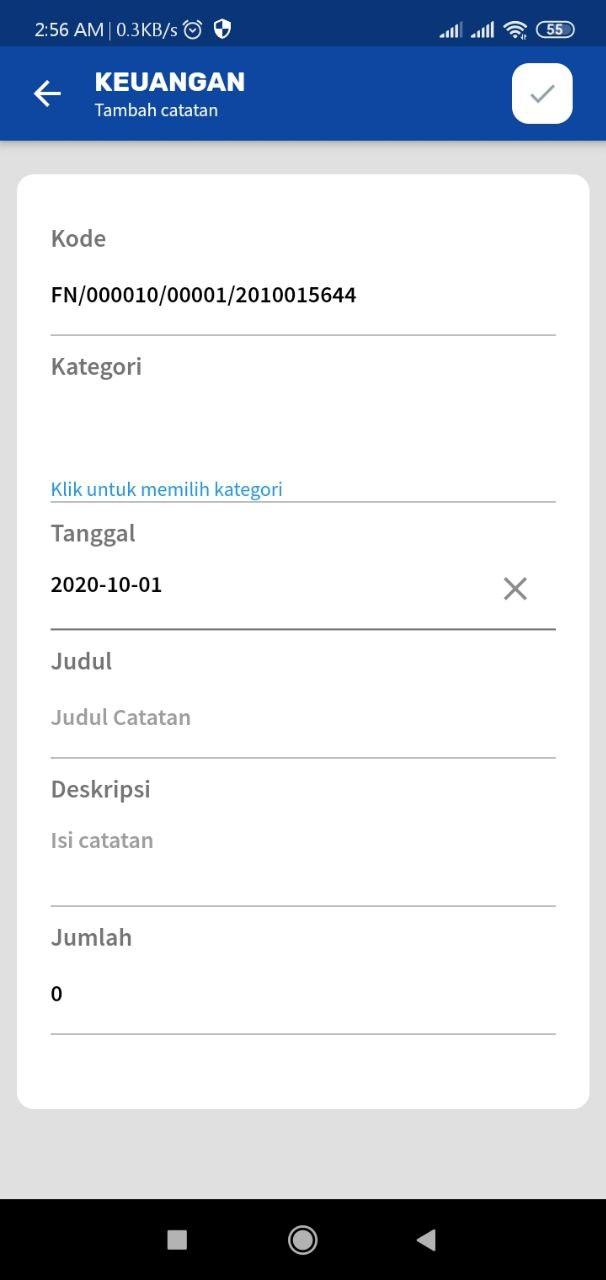 2:56 AM | 0.3KB/s
55
KEUANGAN
Tambah catatan
Kode
FN/000010/00001/2010015644
Kategori
Klik untuk memilih kategori
Tanggal
2020-10-01
Judul
Judul Catatan
Deskripsi
Isi catatan
Jumlah
0